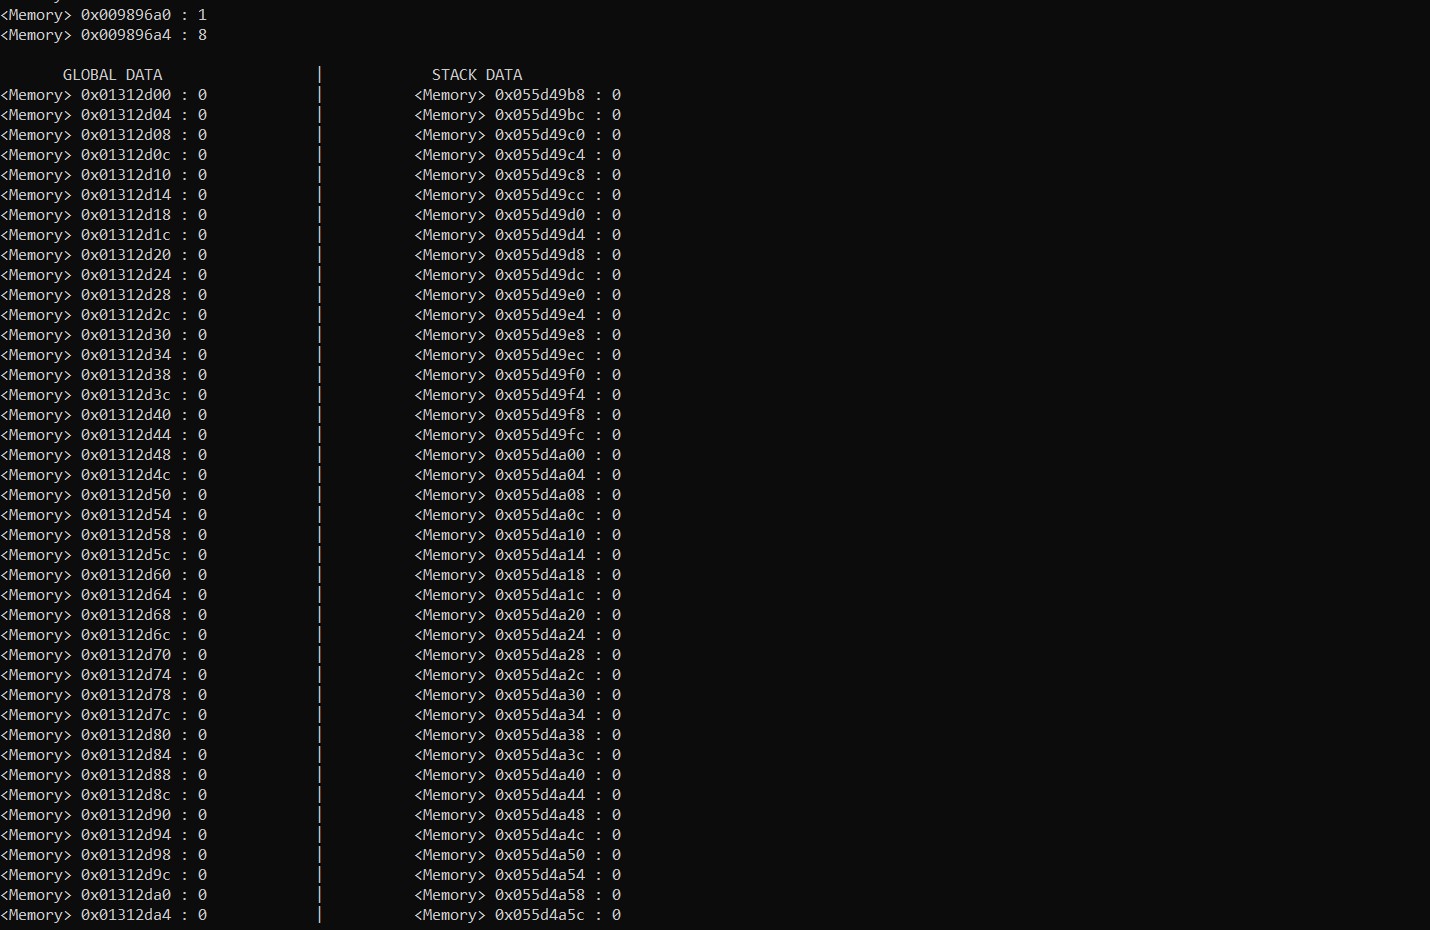 <Memory> 0x009896a0 : 1
<Memory> 0x009896a4 : 8
GLOBAL DATA | STACK DATA
<Memory> 0x01312d00 : 0 | <Memory> 0x055d49b8 : 0
<Memory> 0x01312d04 : 0 | <Memory> 0x055d49bc : 0
<Memory> 0x01312d08 : 0 | <Memory> 0x055d49c0 : 0
<Memory> 0x01312d0c : 0 | <Memory> 0x055d49c4 : 0
<Memory> 0x01312d10 : 0 | <Memory> 0x055d49c8 : 0
<Memory> 0x01312d14 : 0 | <Memory> 0x055d49cc : 0
<Memory> 0x01312d18 : 0 | <Memory> 0x055d49d0 : 0
<Memory> 0x01312d1c : 0 | <Memory> 0x055d49d4 : 0
<Memory> 0x01312d20 : 0 | <Memory> 0x055d49d8 : 0
<Memory> 0x01312d24 : 0 | <Memory> 0x055d49dc : 0
<Memory> 0x01312d28 : 0 | <Memory> 0x055d49e0 : 0
<Memory> 0x01312d2c : 0 | <Memory> 0x055d49e4 : 0
<Memory> 0x01312d30 : 0 | <Memory> 0x055d49e8 : 0
<Memory> 0x01312d34 : 0 | <Memory> 0x055d49ec : 0
<Memory> 0x01312d38 : 0 | <Memory> 0x055d49f0 : 0
<Memory> 0x01312d3c : 0 | <Memory> 0x055d49f4 : 0
<Memory> 0x01312d40 : 0 | <Memory> 0x055d49f8 : 0
<Memory> 0x01312d44 : 0 | <Memory> 0x055d49fc : 0
<Memory> 0x01312d48 : 0 | <Memory> 0x055d4a00 : 0
<Memory> 0x01312d4c : 0 | <Memory> 0x055d4a04 : 0
<Memory> 0x01312d50 : 0 | <Memory> 0x055d4a08 : 0
<Memory> 0x01312d54 : 0 | <Memory> 0x055d4a0c : 0
<Memory> 0x01312d58 : 0 | <Memory> 0x055d4a10 : 0
<Memory> 0x01312d5c : 0 | <Memory> 0x055d4a14 : 0
<Memory> 0x01312d60 : 0 | <Memory> 0x055d4a18 : 0
<Memory> 0x01312d64 : 0 | <Memory> 0x055d4a1c : 0
<Memory> 0x01312d68 : 0 | <Memory> 0x055d4a20 : 0
<Memory> 0x01312d6c : 0 | <Memory> 0x055d4a24 : 0
<Memory> 0x01312d70 : 0 | <Memory> 0x055d4a28 : 0
<Memory> 0x01312d74 : 0 | <Memory> 0x055d4a2c : 0
<Memory> 0x01312d78 : 0 | <Memory> 0x055d4a30 : 0
<Memory> 0x01312d7c : 0 | <Memory> 0x055d4a34 : 0
<Memory> 0x01312d80 : 0 | <Memory> 0x055d4a38 : 0
<Memory> 0x01312d84 : 0 | <Memory> 0x055d4a3c : 0
<Memory> 0x01312d88 : 0 | <Memory> 0x055d4a40 : 0
<Memory> 0x01312d8c : 0 | <Memory> 0x055d4a44 : 0
<Memory> 0x01312d90 : 0 | <Memory> 0x055d4a48 : 0
<Memory> 0x01312d94 : 0 | <Memory> 0x055d4a4c : 0
<Memory> 0x01312d98 : 0 | <Memory> 0x055d4a50 : 0
<Memory> 0x01312d9c : 0 | <Memory> 0x055d4a54 : 0
<Memory> 0x01312da0 : 0 | <Memory> 0x055d4a58 : 0
<Memory> 0x01312da4 : 0 | <Memory> 0x055d4a5c : 0